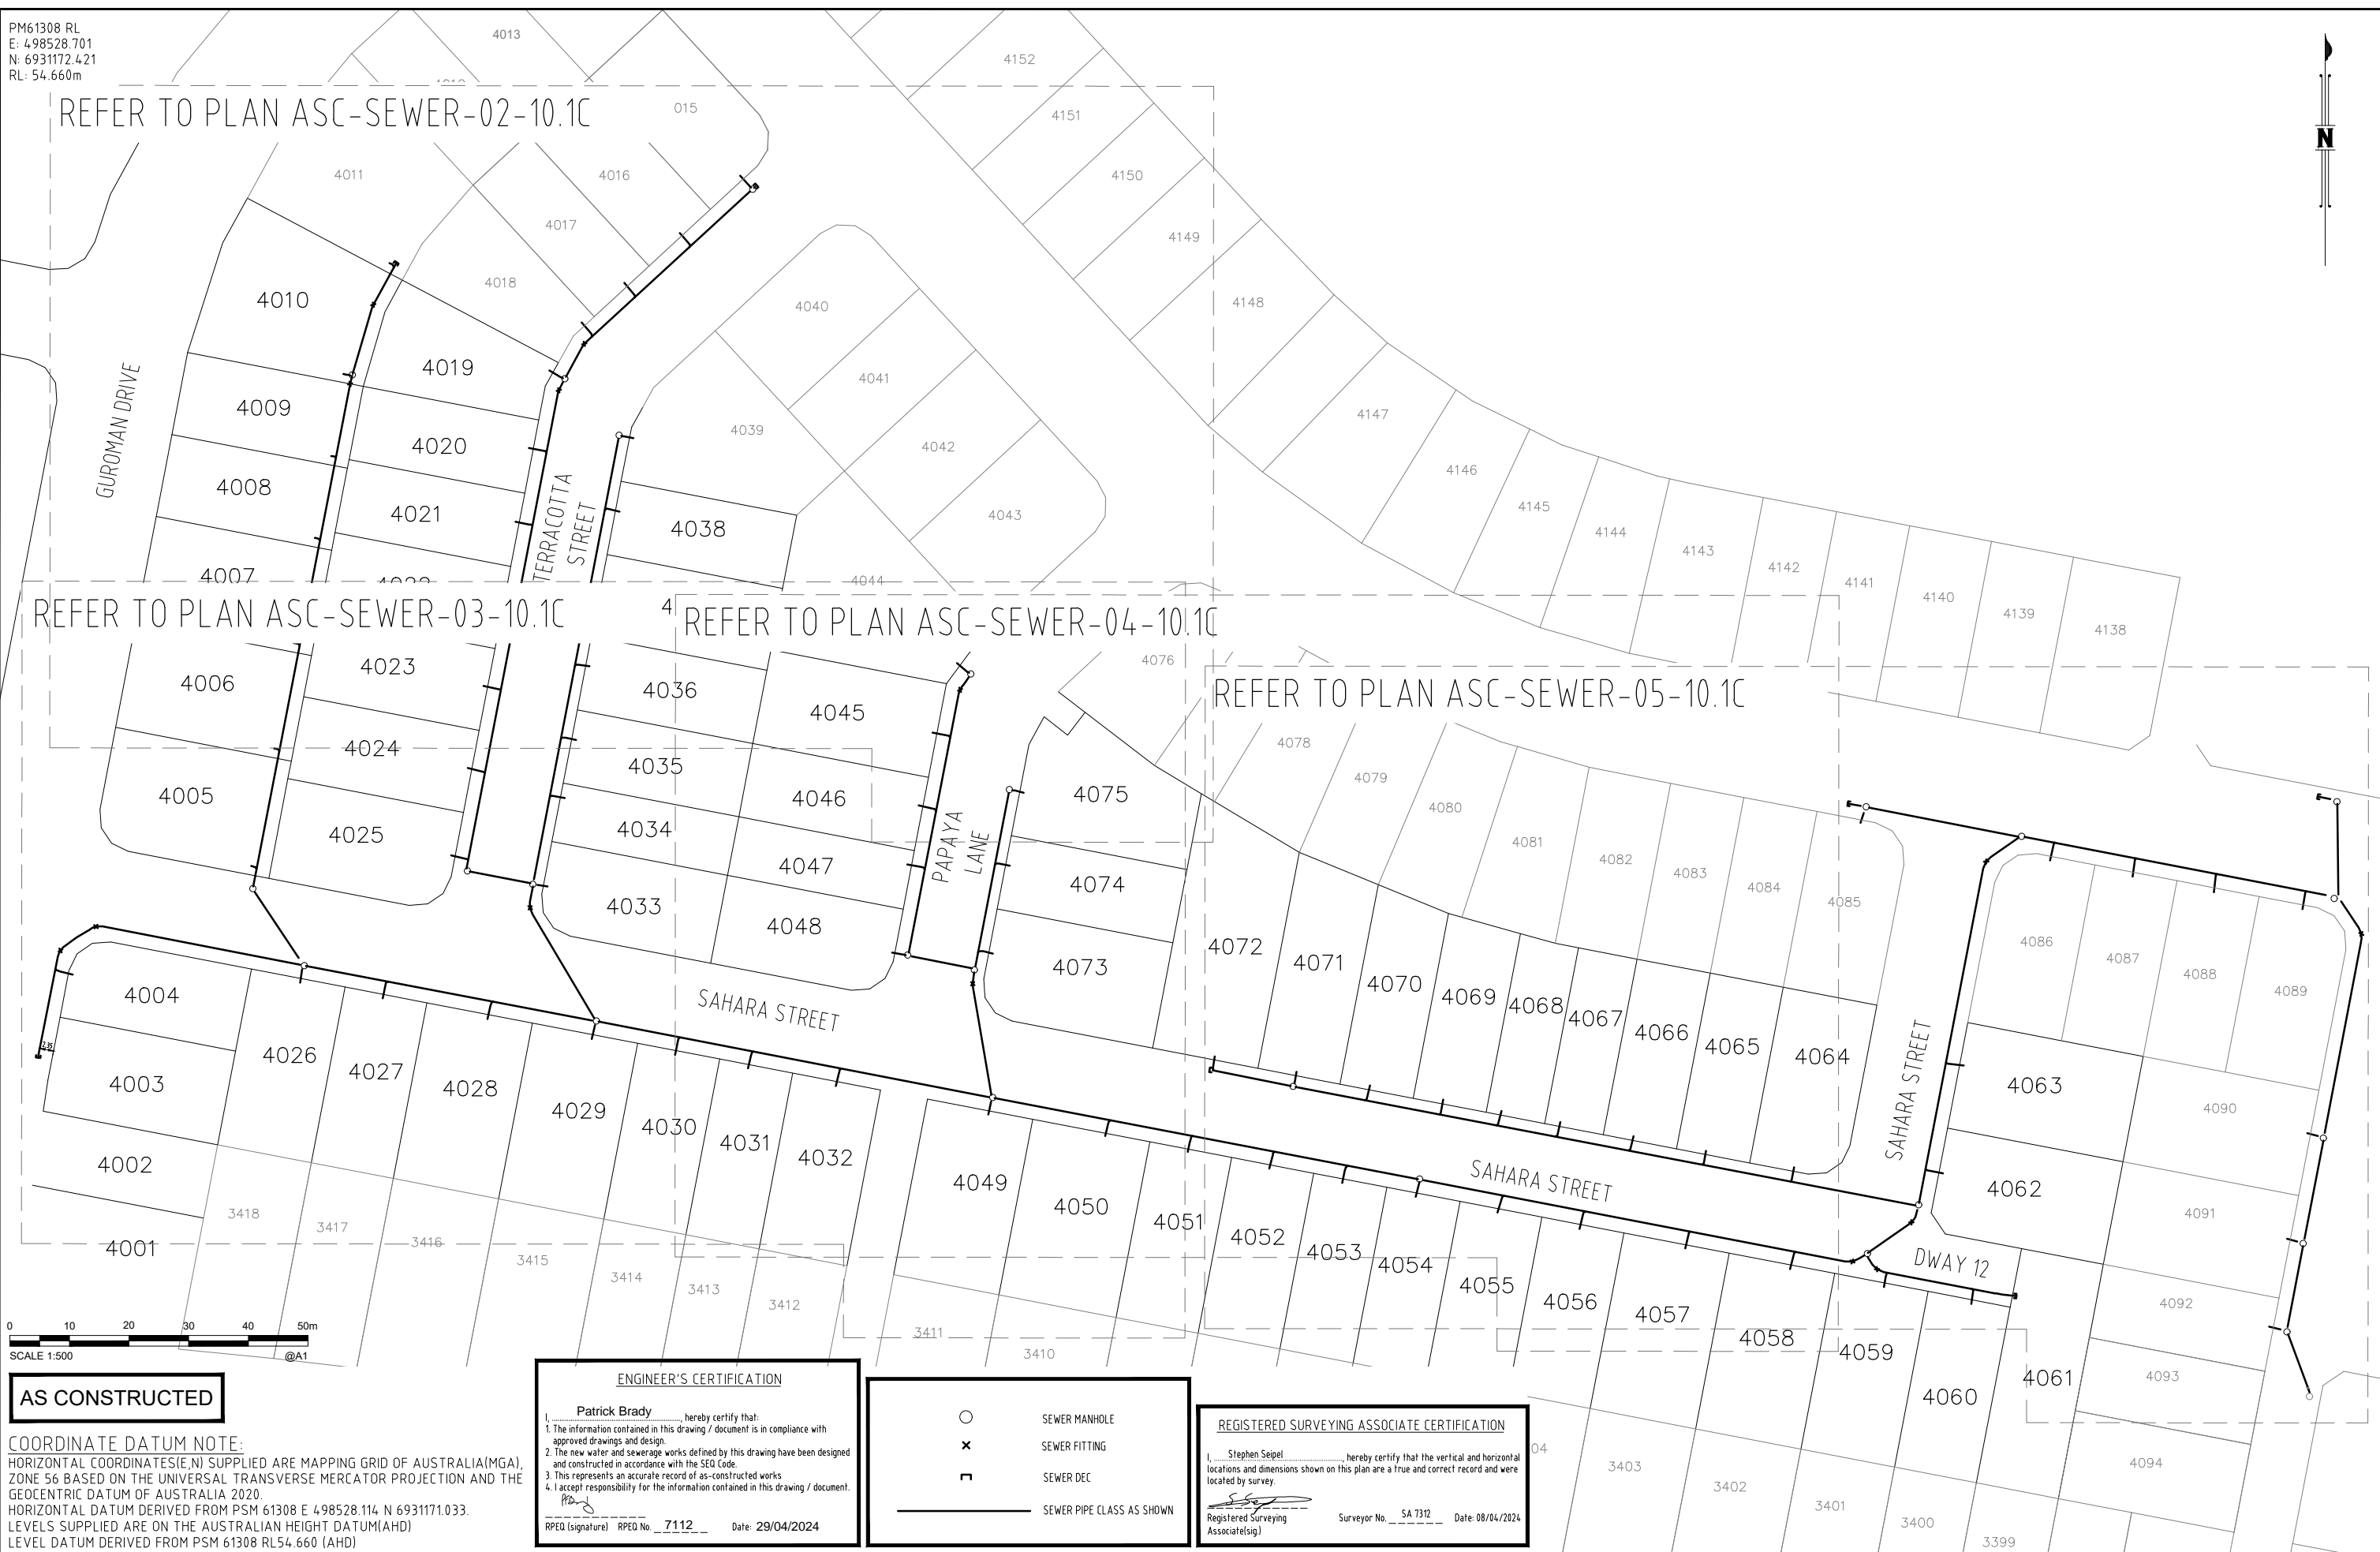 PM61308 RL
E: 498528.701
N: 6931172.421
RL: 54.660m
REFER TO PLAN ASC-SEWER-02-10.1C
REFER TO PLAN ASC-SEWER-03-10.1C
REFER TO PLAN ASC-SEWER-04-10.1C
REFER TO PLAN ASC-SEWER-05-10.1C
N
4013
015
4011
4016
4017
4018
4152
4151
4150
4149
4148
4147
4146
4145
4144
4143
4142
4141
4140
4139
4138
4010
4009
4008
4007
4006
4005
4019
4020
4021
4023
4024
4025
4040
4041
4042
4043
4044
4039
4038
4036
4035
4034
4033
4045
4046
4047
4048
4076
4075
4074
4073
4078
4079
4080
4081
4082
4083
4084
4085
4072
4071
4070
4069
4068
4067
4066
4065
4064
4086
4087
4088
4089
4090
4091
4092
4093
4094
4063
4062
4004
4003
4002
4001
4026
4027
4028
4029
4030
4031
4032
4049
4050
4051
4052
4053
4054
4055
4056
4057
4058
4059
4060
4061
3418
3417
3416
3415
3414
3413
3412
3411
3410
04
3403
3402
3401
3400
3399
GUROMAN DRIVE
TERRACOTTA
STREET
PAPAYA
LANE
SAHARA STREET
SAHARA STREET
SAHARA STREET
DWAY 12
0 10 20 30 40 50m
SCALE 1:500 @A1
AS CONSTRUCTED
COORDINATE DATUM NOTE:
HORIZONTAL COORDINATES(E,N) SUPPLIED ARE MAPPING GRID OF AUSTRALIA(MGA),
ZONE 56 BASED ON THE UNIVERSAL TRANSVERSE MERCATOR PROJECTION AND THE
GEOCENTRIC DATUM OF AUSTRALIA 2020.
HORIZONTAL DATUM DERIVED FROM PSM 61308 E 498528.114 N 6931171.033.
LEVELS SUPPLIED ARE ON THE AUSTRALIAN HEIGHT DATUM(AHD)
LEVEL DATUM DERIVED FROM PSM 61308 RL54.660 (AHD)
ENGINEER'S CERTIFICATION
I, Patrick Brady, hereby certify that:
1. The information contained in this drawing / document is in compliance with
approved drawings and design.
2. The new water and sewerage works defined by this drawing have been designed
and constructed in accordance with the SEQ Code.
3. This represents an accurate record of as-constructed works
4. I accept responsibility for the information contained in this drawing / document.
RPEQ (signature) RPEQ No. 7112 Date: 29/04/2024
SEWER MANHOLE
SEWER FITTING
SEWER DEC
SEWER PIPE CLASS AS SHOWN
REGISTERED SURVEYING ASSOCIATE CERTIFICATION
I, Stephen Seipel, hereby certify that the vertical and horizontal
locations and dimensions shown on this plan are a true and correct record and were
located by survey.
Registered Surveying Surveyor No. SA 7312 Date: 08/04/2024
Associate(sig.)